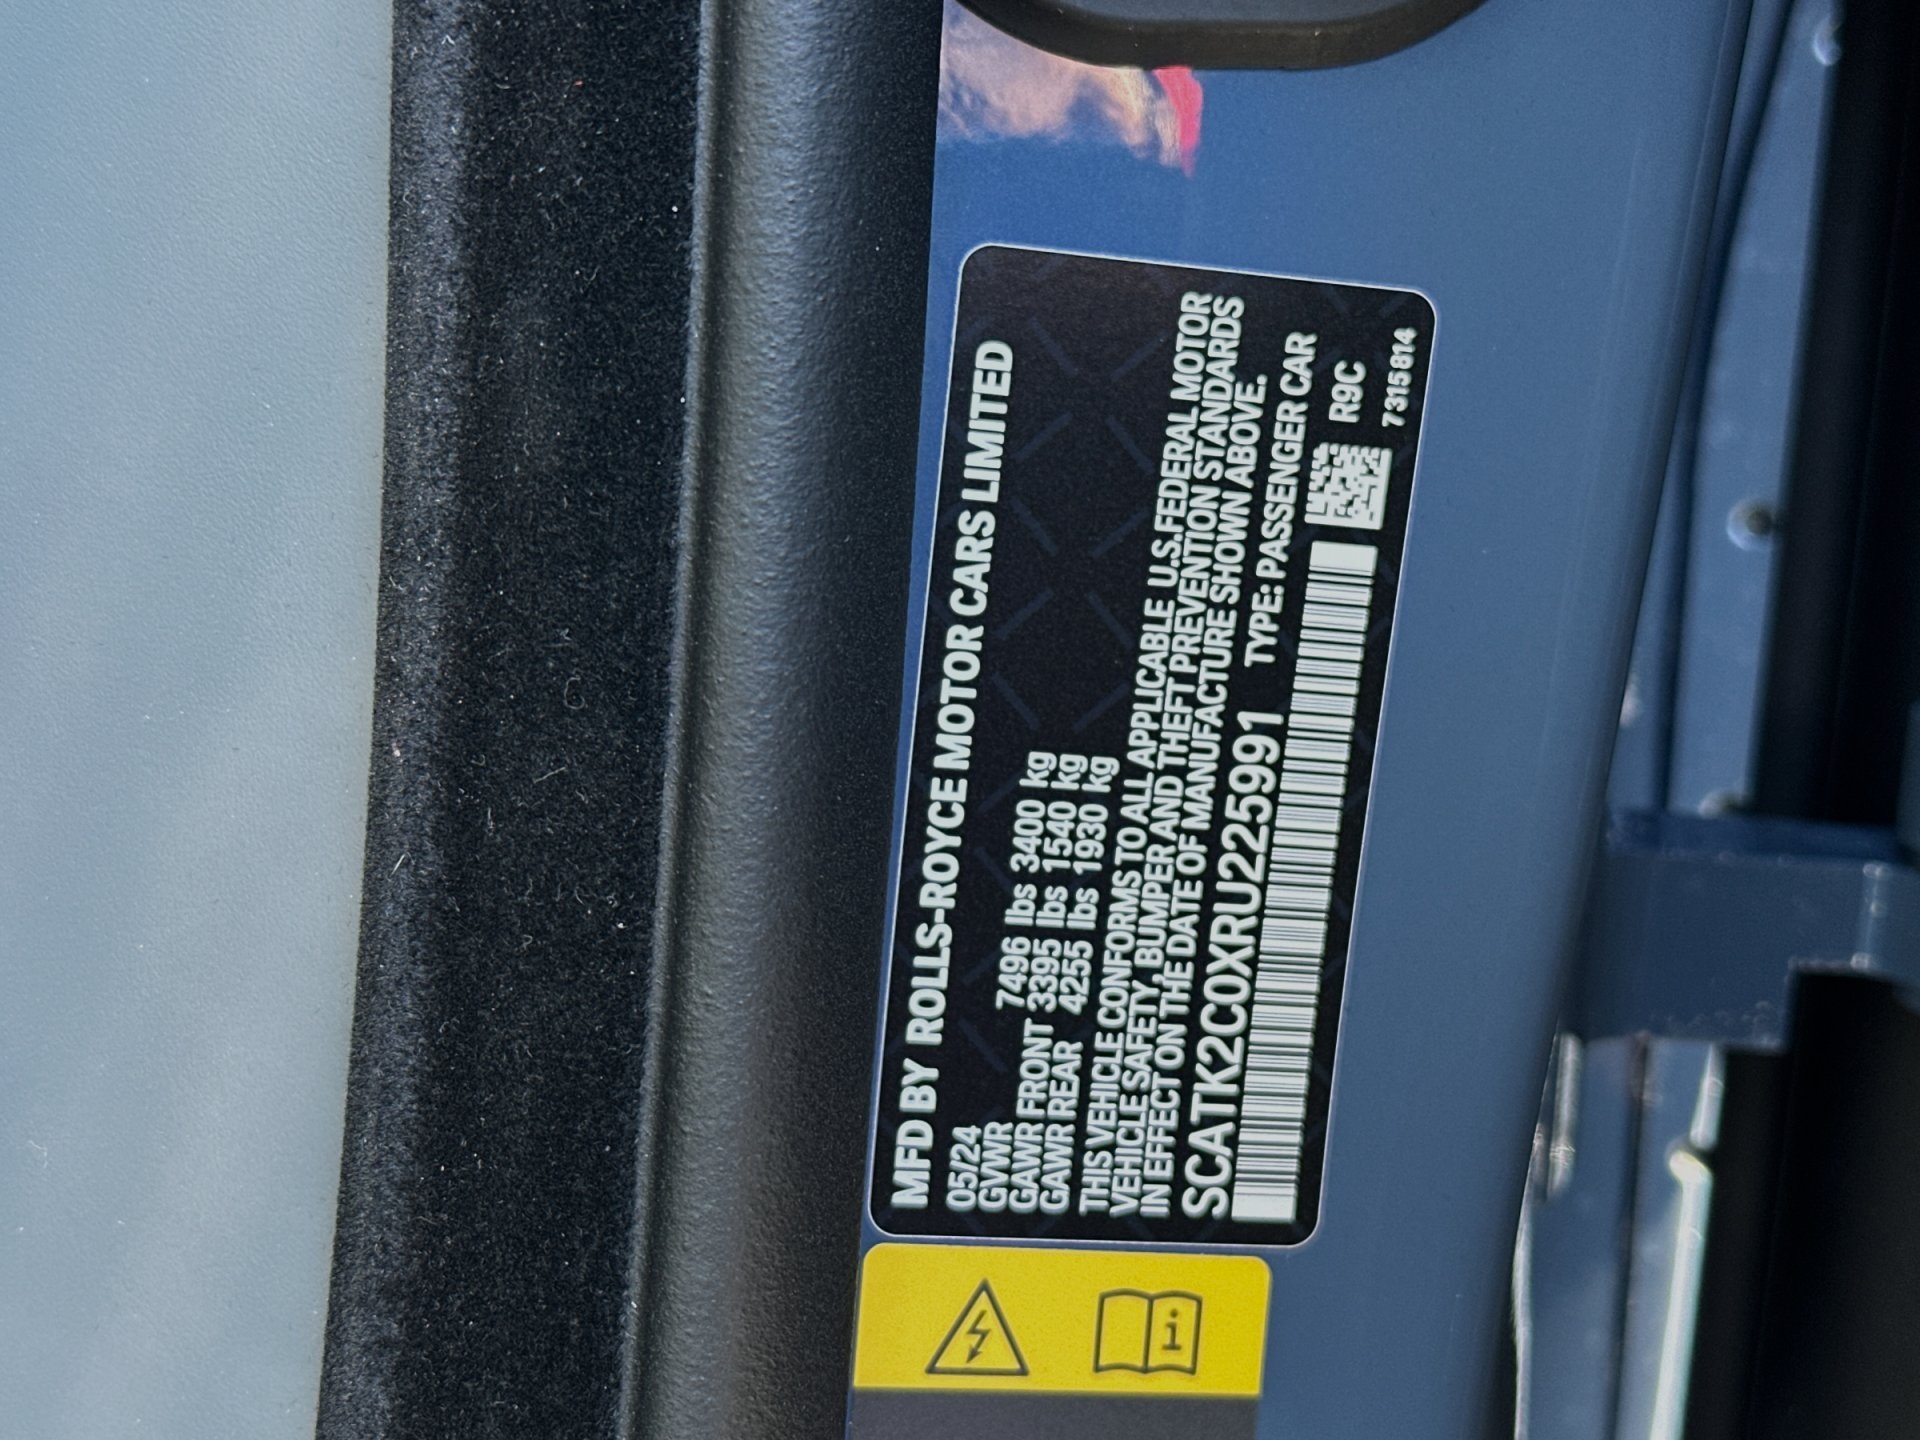 MFD BY ROLLS-ROYCE MOTOR CARS LIMITED
05/24
GVWR 7496 lbs 3400 kg
GAWR FRONT 3395 lbs 1540 kg
GAWR REAR 4255 lbs 1930 kg
THIS VEHICLE CONFORMS TO ALL APPLICABLE U.S.FEDERAL MOTOR
VEHICLE SAFETY, BUMPER AND THEFT PREVENTION STANDARDS
IN EFFECT ON THE DATE OF MANUFACTURE SHOWN ABOVE.
SCATK2C0XRU225991 TYPE: PASSENGER CAR
R9C
7315814
i